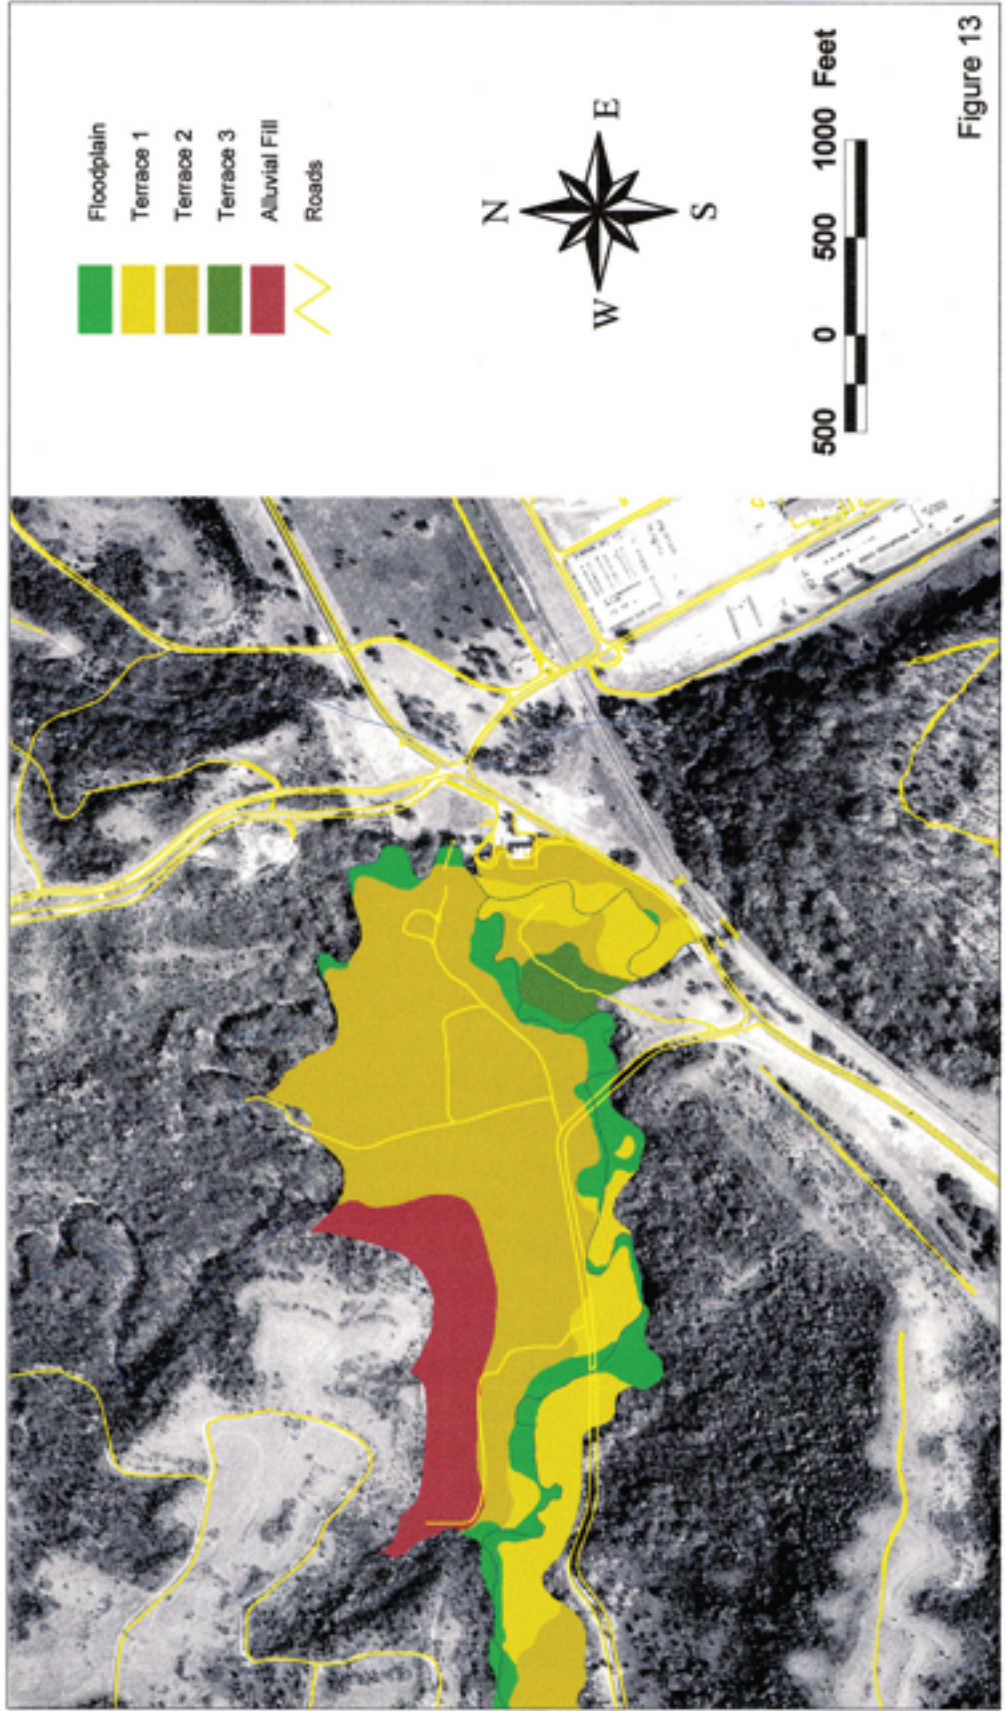 Floodplain
Terrace 1
Terrace 2
Terrace 3
Alluvial Fill
Roads
N
W E
S
500 0 500 1000 Feet
Figure 13